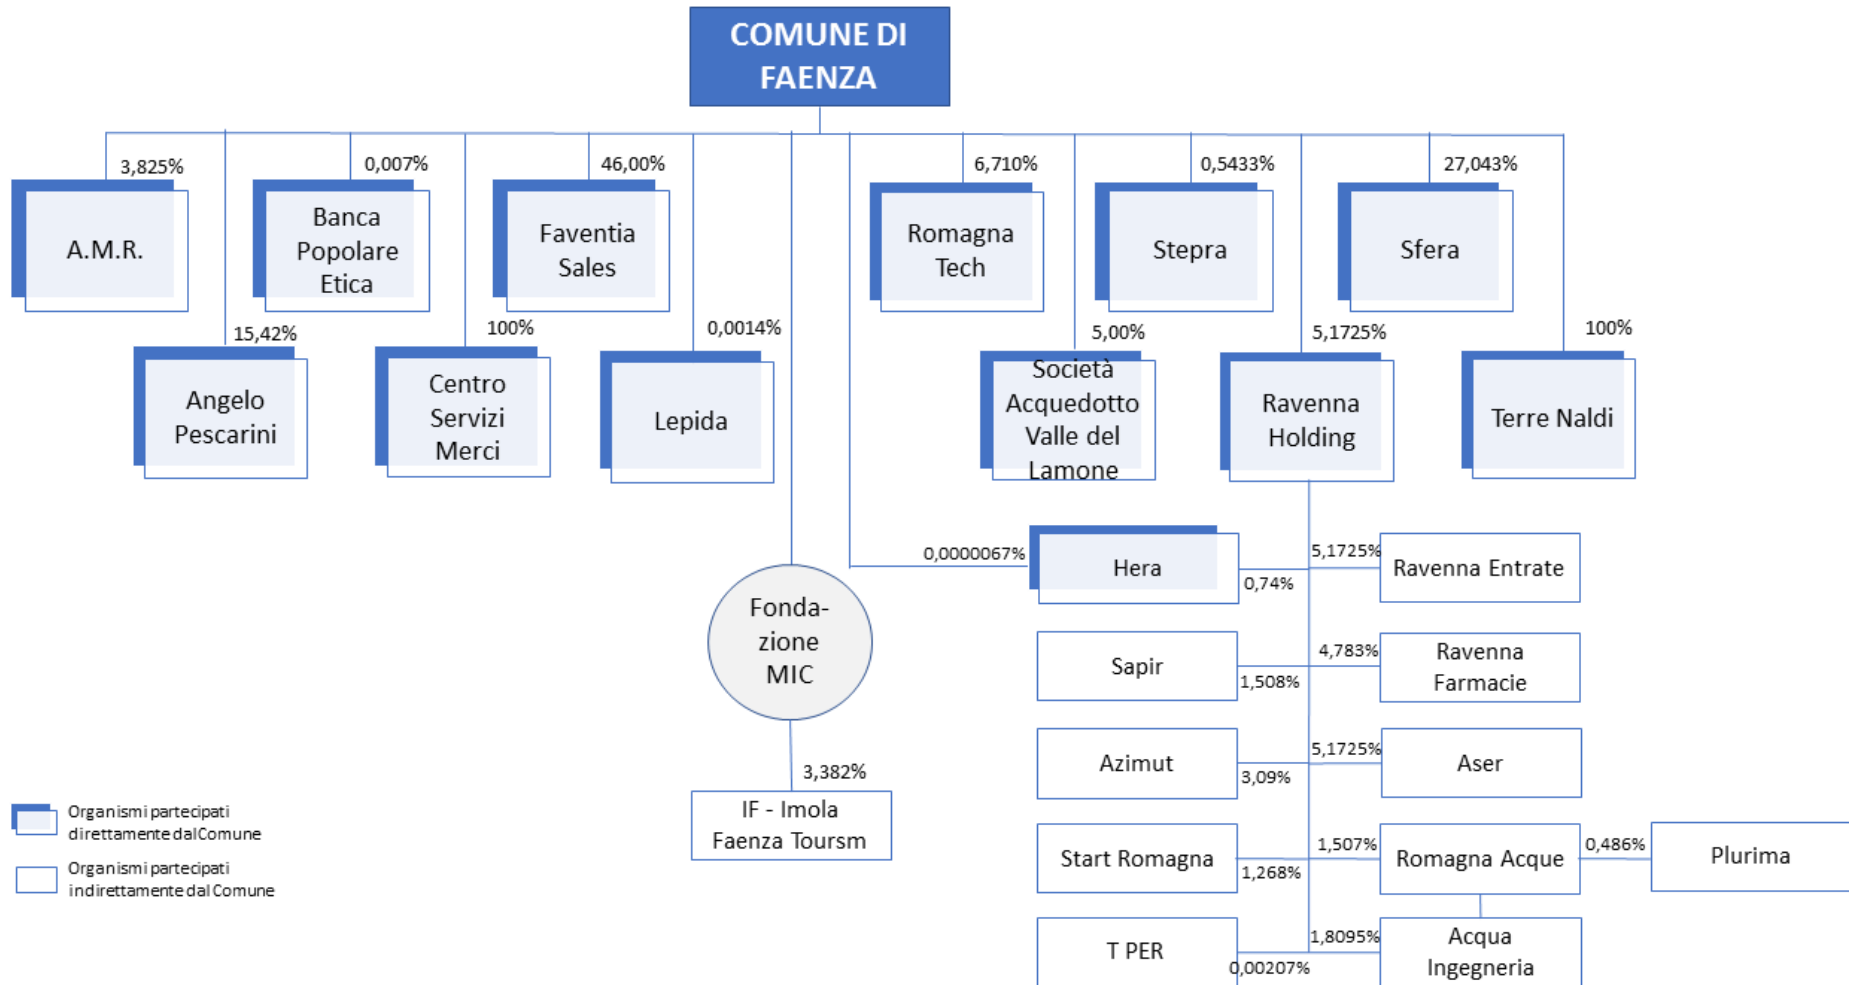 COMUNE DI
FAENZA
3,825%
0,007%
46,00%
6,710%
0,5433%
27,043%
A.M.R.
Banca
Popolare
Etica
Faventia
Sales
Romagna
Tech
Stepra
Sfera
15,42%
100%
0,0014%
5,00%
5,1725%
100%
Angelo
Pescarini
Centro
Servizi
Merci
Lepida
Società
Acquedotto
Valle del
Lamone
Ravenna
Holding
Terre Naldi
0,0000067%
Hera
0,74%
5,1725%
Ravenna Entrate
Fonda-
zione
MIC
Sapir
1,508%
4,783%
Ravenna
Farmacie
Azimut
3,09%
5,1725%
Aser
3,382%
IF - Imola
Faenza Toursm
Start Romagna
1,268%
1,507%
Romagna Acque
0,486%
Plurima
T PER
0,00207%
1,8095%
Acqua
Ingegneria
Organismi partecipati
direttamente dal Comune
Organismi partecipati
indirettamente dal Comune